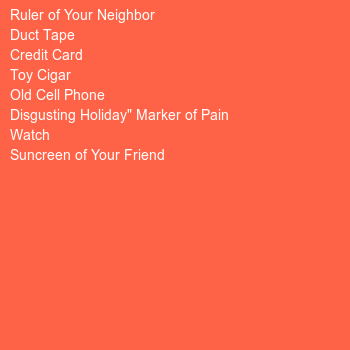 Ruler of Your Neighbor
Duct Tape
Credit Card
Toy Cigar
Old Cell Phone
Disgusting Holiday" Marker of Pain
Watch
Suncreen of Your Friend